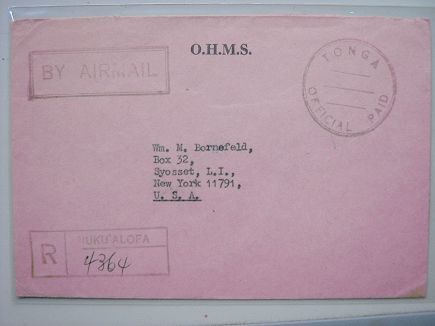 O.H.M.S.
BY AIRMAIL
TONGA
OFFICIAL PAID
Wm. M. Bornefeld,
Box 32,
Syosset, L.I.,
New York 11791,
U. S. A.
R
NUKU'ALOFA
4364